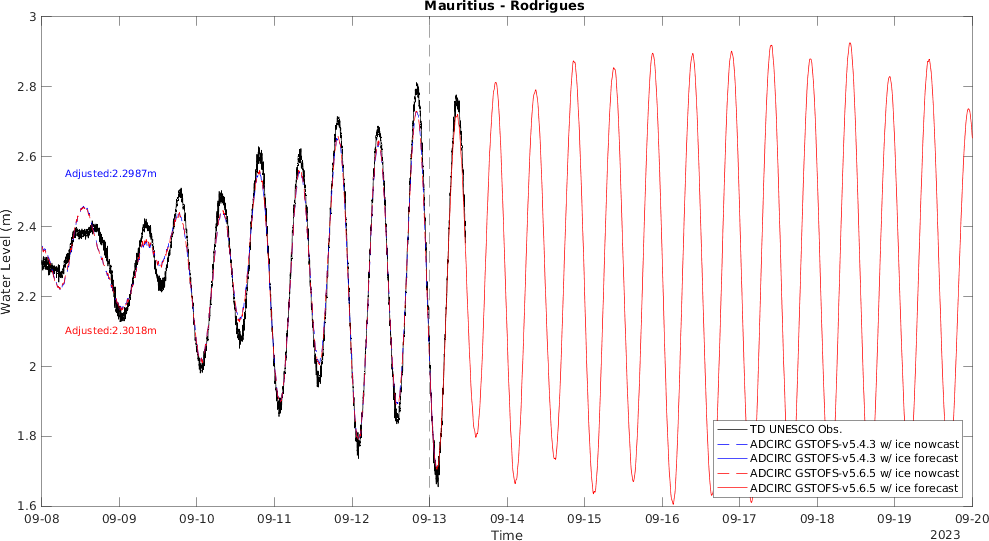 Mauritius - Rodrigues
3
2.8
2.6
2.4
2.2
2
1.8
1.6
Water Level (m)
Adjusted:2.2987m
Adjusted:2.3018m
TD UNESCO Obs.
ADCIRC GSTOFS-v5.4.3 w/ ice nowcast
ADCIRC GSTOFS-v5.4.3 w/ ice forecast
ADCIRC GSTOFS-v5.6.5 w/ ice nowcast
ADCIRC GSTOFS-v5.6.5 w/ ice forecast
09-08 09-09 09-10 09-11 09-12 09-13 09-14 09-15 09-16 09-17 09-18 09-19 09-20
Time
2023